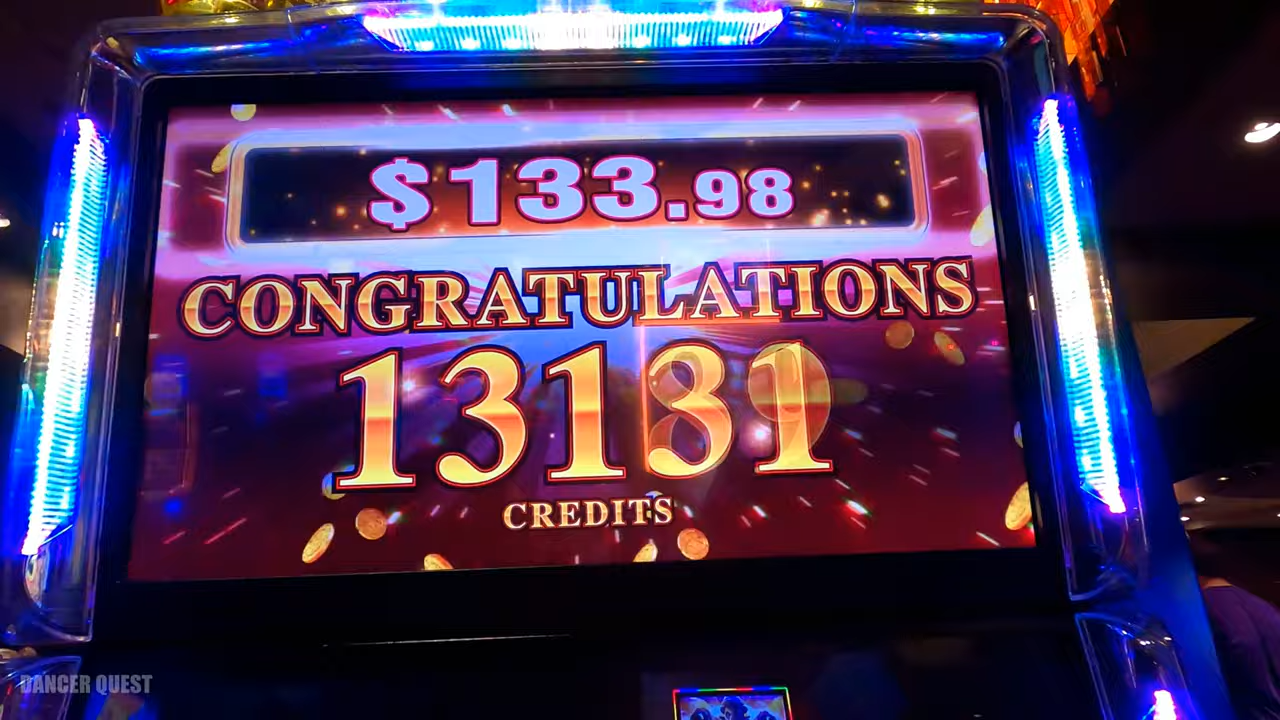 $133.98
CONGRATULATIONS
13131
CREDITS
DANCER QUEST